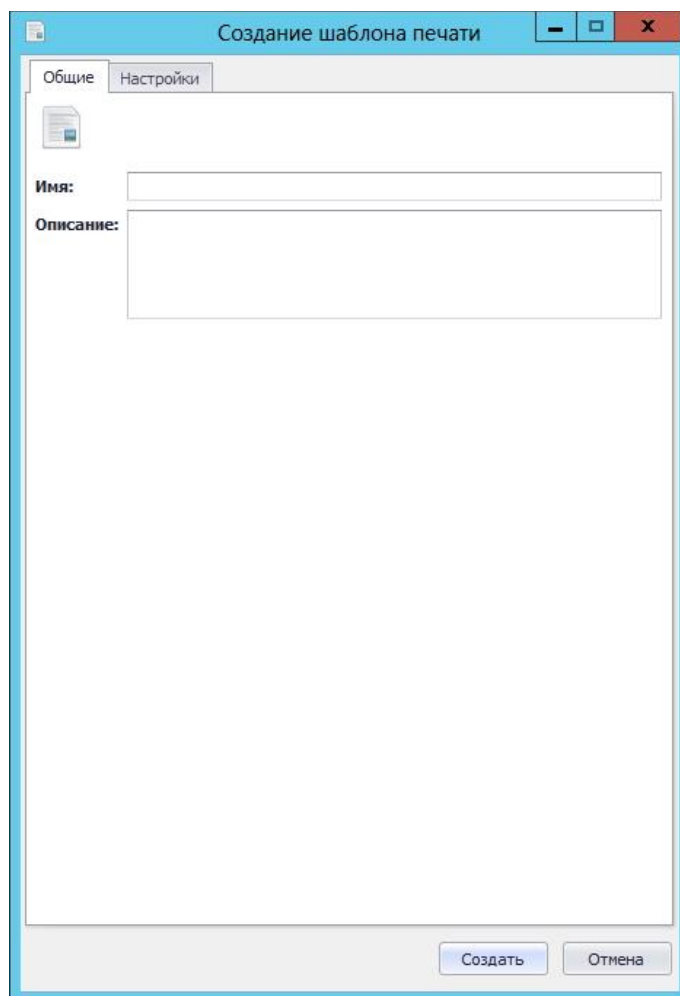 Создание шаблона печати
Общие Настройки
Имя:
Описание:
Создать Отмена